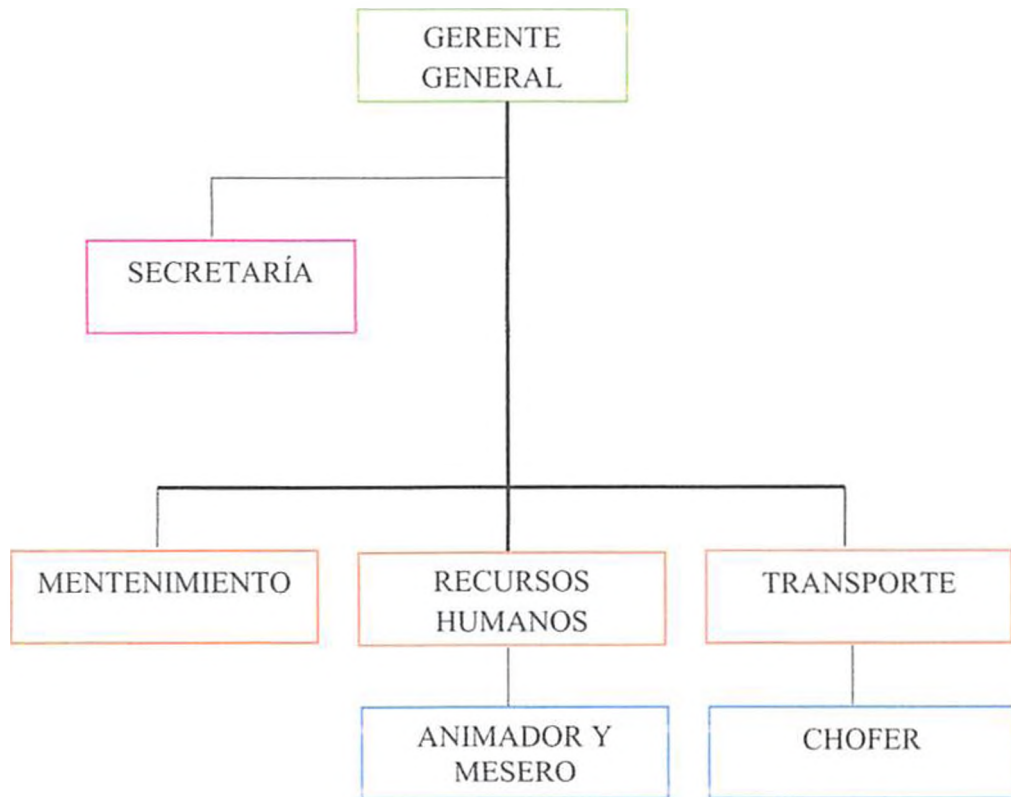 GERENTE
GENERAL
SECRETARÍA
MENTENIMIENTO
RECURSOS
HUMANOS
TRANSPORTE
ANIMADOR Y
MESERO
CHOFER